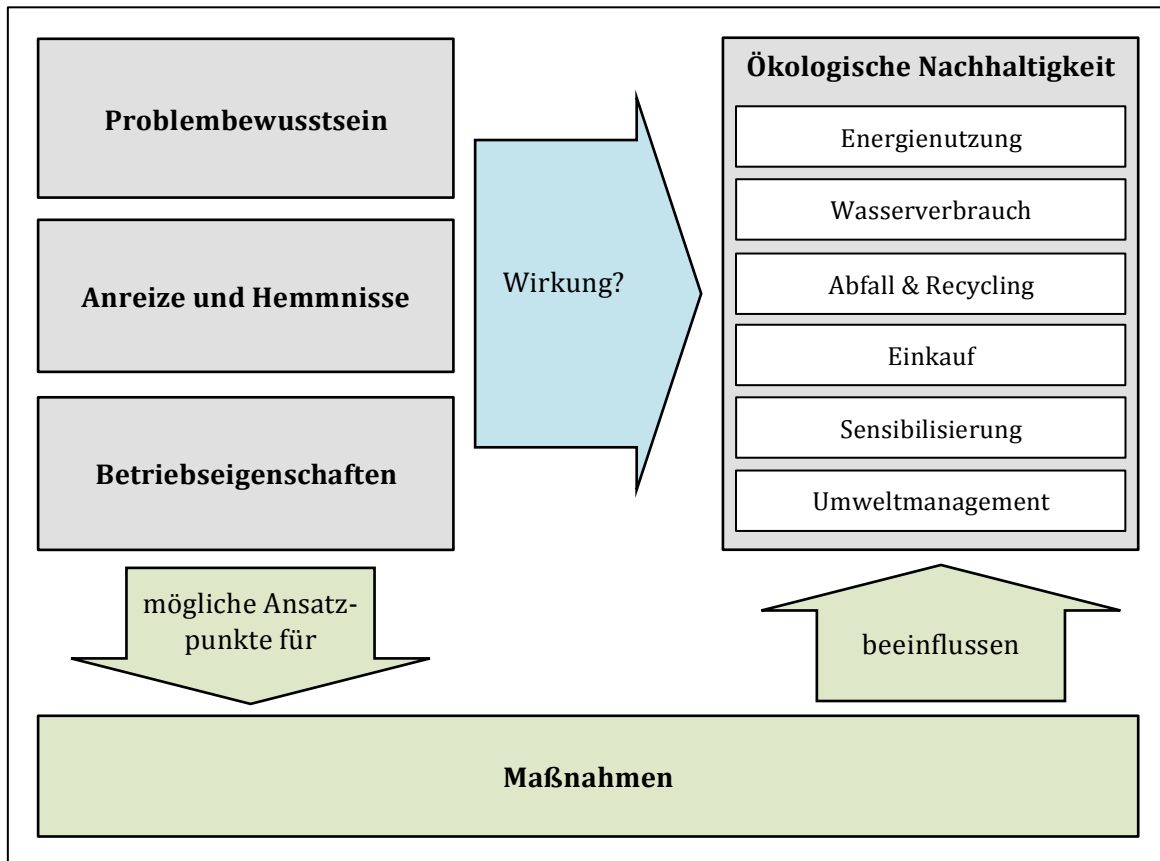 Problembewusstsein
Anreize und Hemmnisse
Betriebseigenschaften
Wirkung?
Ökologische Nachhaltigkeit
Energienutzung
Wasserverbrauch
Abfall & Recycling
Einkauf
Sensibilisierung
Umweltmanagement
mögliche Ansatz-
punkte für
beeinflussen
Maßnahmen